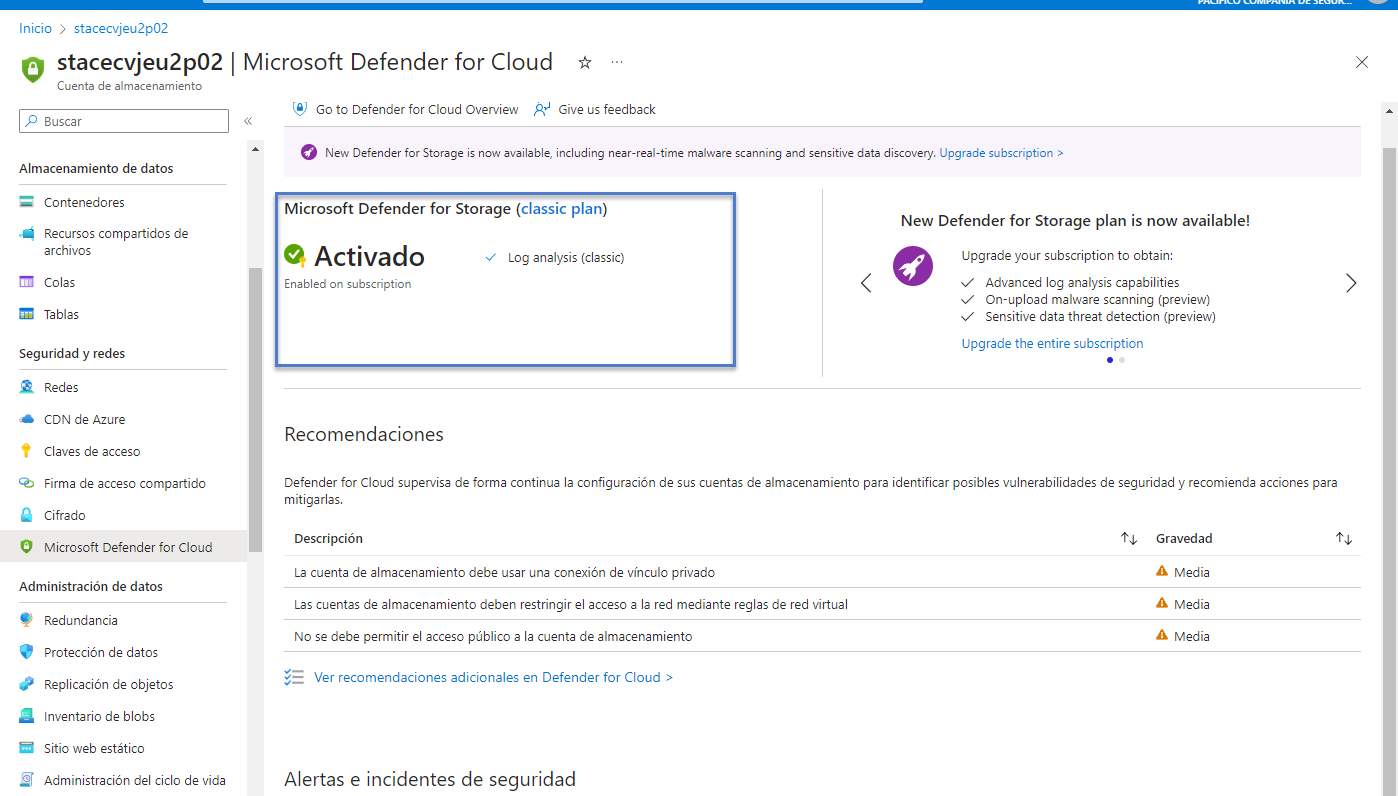 PACIFICO COMPAÑIA DE SEGUR...
Inicio > stacecvjeu2p02
stacecvjeu2p02 | Microsoft Defender for Cloud ☆ ...
Cuenta de almacenamiento
Buscar
«
Almacenamiento de datos
Contenedores
Recursos compartidos de
archivos
Colas
Tablas
Seguridad y redes
Redes
CDN de Azure
Claves de acceso
Firma de acceso compartido
Cifrado
Microsoft Defender for Cloud
Administración de datos
Redundancia
Protección de datos
Replicación de objetos
Inventario de blobs
Sitio web estático
Administración del ciclo de vida
Go to Defender for Cloud Overview Give us feedback
New Defender for Storage is now available, including near-real-time malware scanning and sensitive data discovery. Upgrade subscription >
Microsoft Defender for Storage (classic plan)
Activado
Enabled on subscription
Log analysis (classic)
New Defender for Storage plan is now available!
Upgrade your subscription to obtain:
Advanced log analysis capabilities
On-upload malware scanning (preview)
Sensitive data threat detection (preview)
Upgrade the entire subscription
Recomendaciones
Defender for Cloud supervisa de forma continua la configuración de sus cuentas de almacenamiento para identificar posibles vulnerabilidades de seguridad y recomienda acciones para
mitigarlas.
Descripción ↑↓ Gravedad ↑↓
La cuenta de almacenamiento debe usar una conexión de vínculo privado Media
Las cuentas de almacenamiento deben restringir el acceso a la red mediante reglas de red virtual Media
No se debe permitir el acceso público a la cuenta de almacenamiento Media
Ver recomendaciones adicionales en Defender for Cloud >
Alertas e incidentes de seguridad